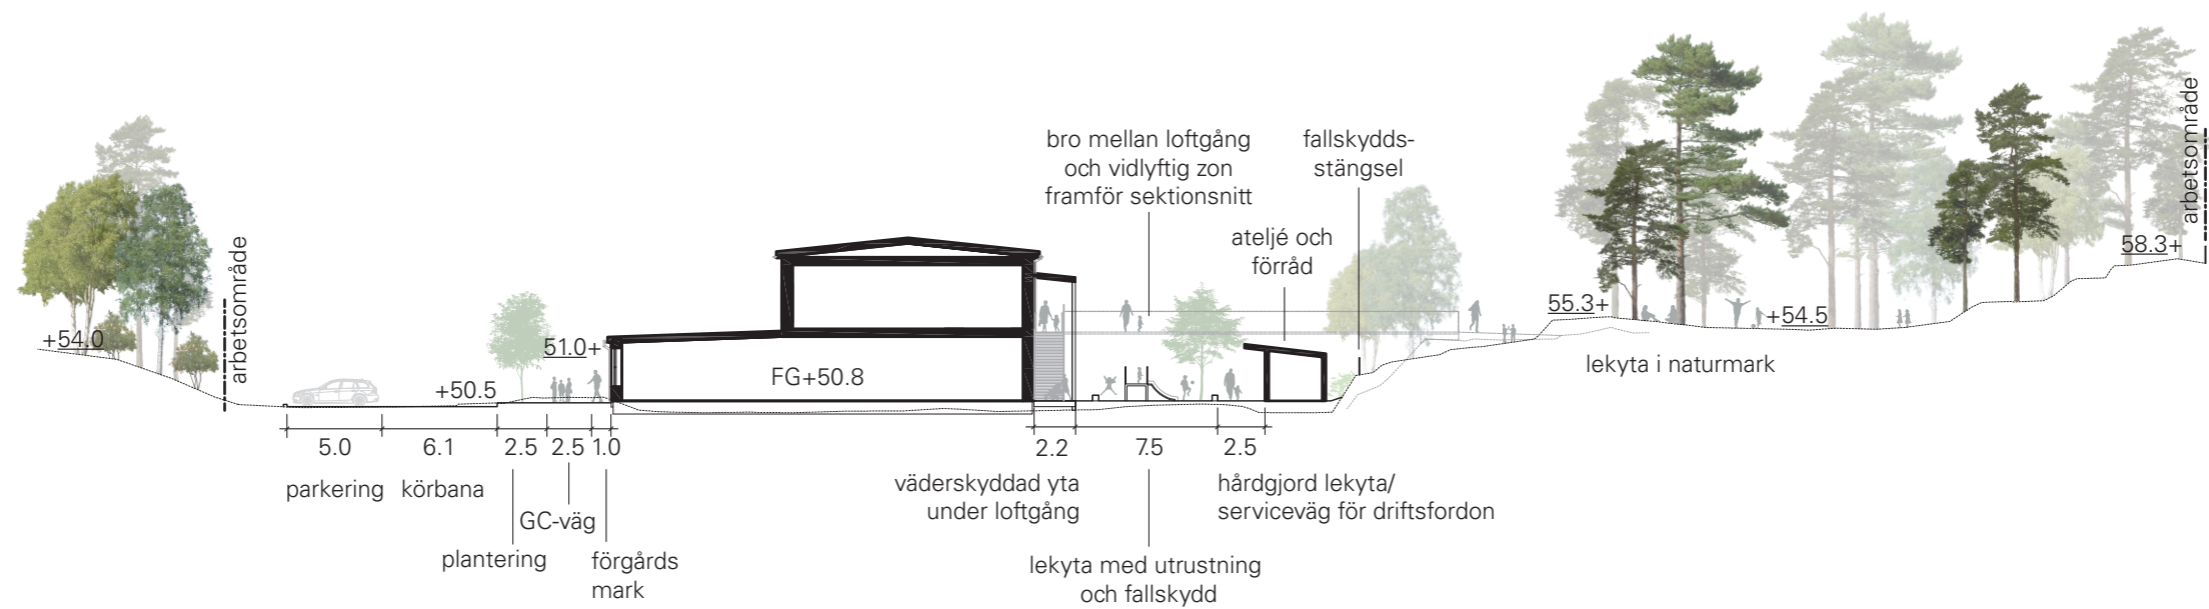 bro mellan loftgång
och vidlyftig zon
framför sektionsnitt
fallskydds-
stängsel
ateljé och
förråd
arbetsområde
arbetsområde
+54.0
51.0+
+50.5
FG+50.8
55.3+
+54.5
58.3+
lekyta i naturmark
5.0
6.1
2.5
2.5
1.0
2.2
7.5
2.5
parkering
körbana
GC-väg
plantering
förgårds
mark
väderskyddad yta
under loftgång
lekyta med utrustning
och fallskydd
hårdgjord lekyta/
serviceväg för driftsfordon